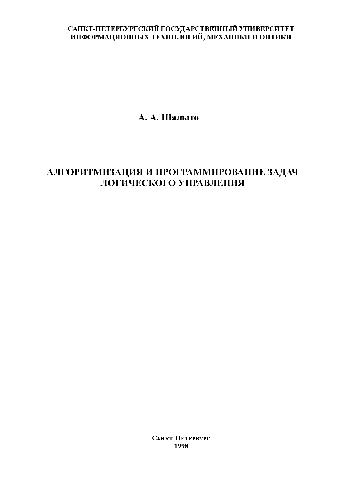 САНКТ-ПЕТЕРБУРГСКИЙ ГОСУДАРСТВЕННЫЙ УНИВЕРСИТЕТ
ИНФОРМАЦИОННЫХ ТЕХНОЛОГИЙ, МЕХАНИКИ И ОПТИКИ
А. А. Шалыто
АЛГОРИТМИЗАЦИЯ И ПРОГРАММИРОВАНИЕ ЗАДАЧ
ЛОГИЧЕСКОГО УПРАВЛЕНИЯ
Санкт-Петербург
1998